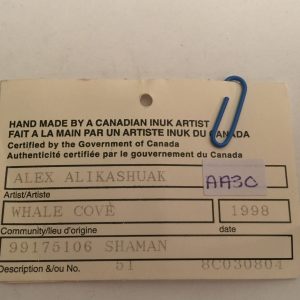 HAND MADE BY A CANADIAN INUK ARTIST
FAIT A LA MAIN PAR UN ARTISTE INUK DU CANADA
Certified by the Government of Canada
Authenticité certifiée par le gouvernement du Canada
ALEX ALIKASHUAK
AA30
Artist/Artiste
WHALE COVE 1998
Community/lieu d'origine date
99175106 SHAMAN
51 8C030804
Description &/ou No.